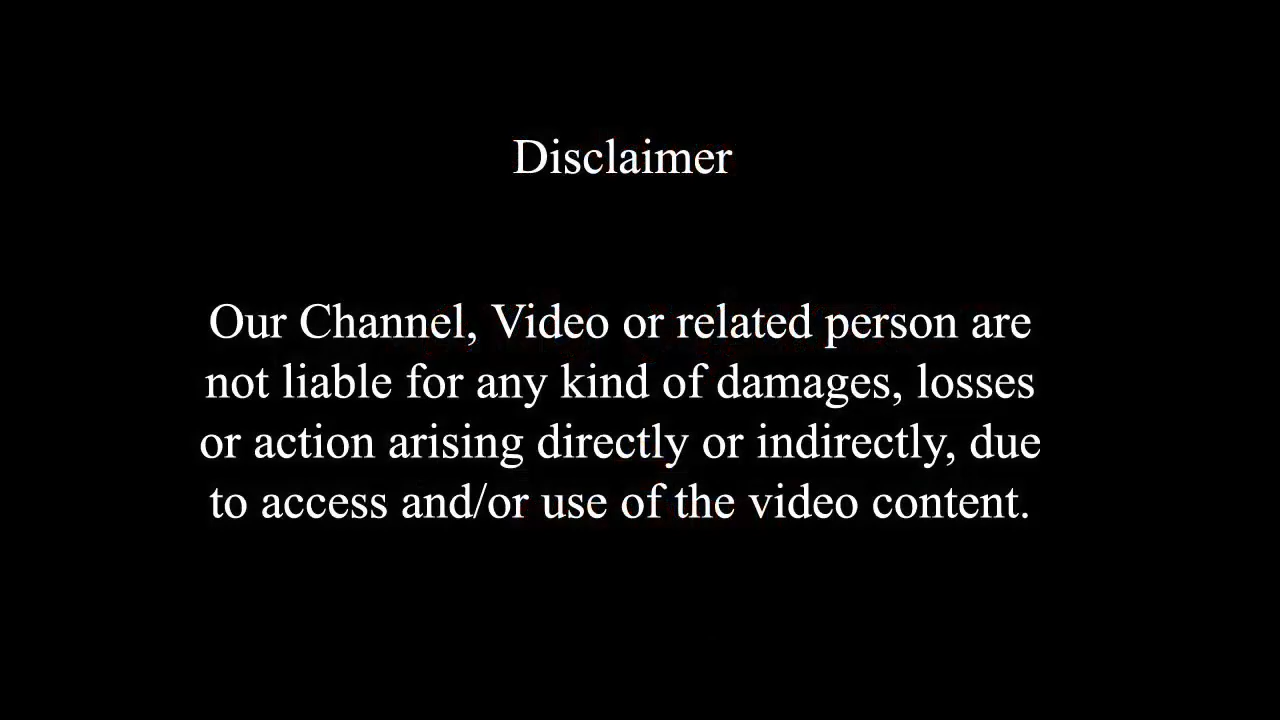 Disclaimer
Our Channel, Video or related person are
not liable for any kind of damages, losses
or action arising directly or indirectly, due
to access and/or use of the video content.